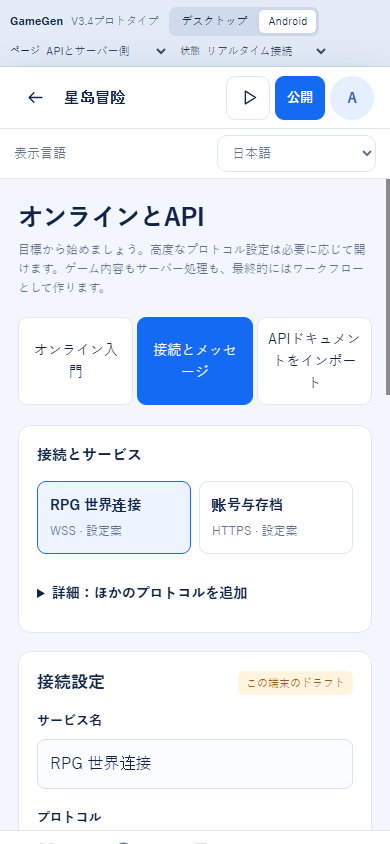 GameGen V3.4プロトタイプ デスクトップ Android
ページ APIとサーバー側 状態 リアルタイム接続
星岛冒险 公開 A
表示言語 日本語
オンラインとAPI
目標から始めましょう。高度なプロトコル設定は必要に応じて開
けます。ゲーム内容もサーバー処理も、最終的にはワークフロー
として作ります。
オンライン入
門
接続とメッセ
ージ
APIドキュメン
トをインポー
ト
接続とサービス
RPG 世界连接
WSS · 設定案
账号与存档
HTTPS · 設定案
▶ 詳細：ほかのプロトコルを追加
接続設定 この端末のドラフト
サービス名
RPG 世界连接
プロトコル